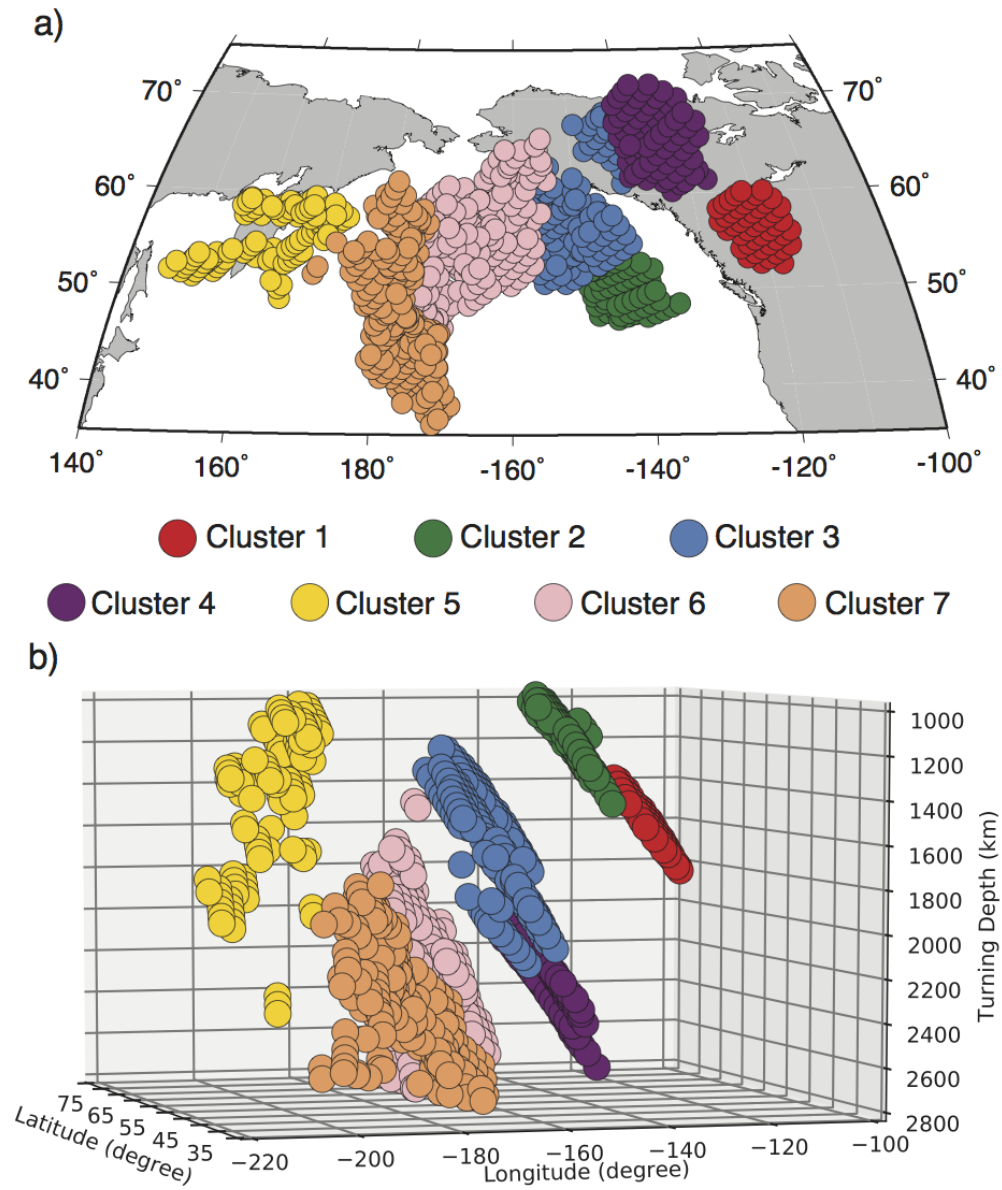 a)
70° 70°
60° 60°
50° 50°
40° 40°
140° 160° 180° -160° -140° -120° -100°
Cluster 1 Cluster 2 Cluster 3
Cluster 4 Cluster 5 Cluster 6 Cluster 7
b)
1000
1200
1400
1600
1800
2000
2200
2400
2600
2800
Turning Depth (km)
75 65 55 45 35
Latitude (degree)
−220 −200 −180 −160 −140 −120 −100
Longitude (degree)